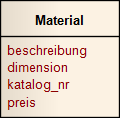 Material
beschreibung
dimension
katalog_nr
preis